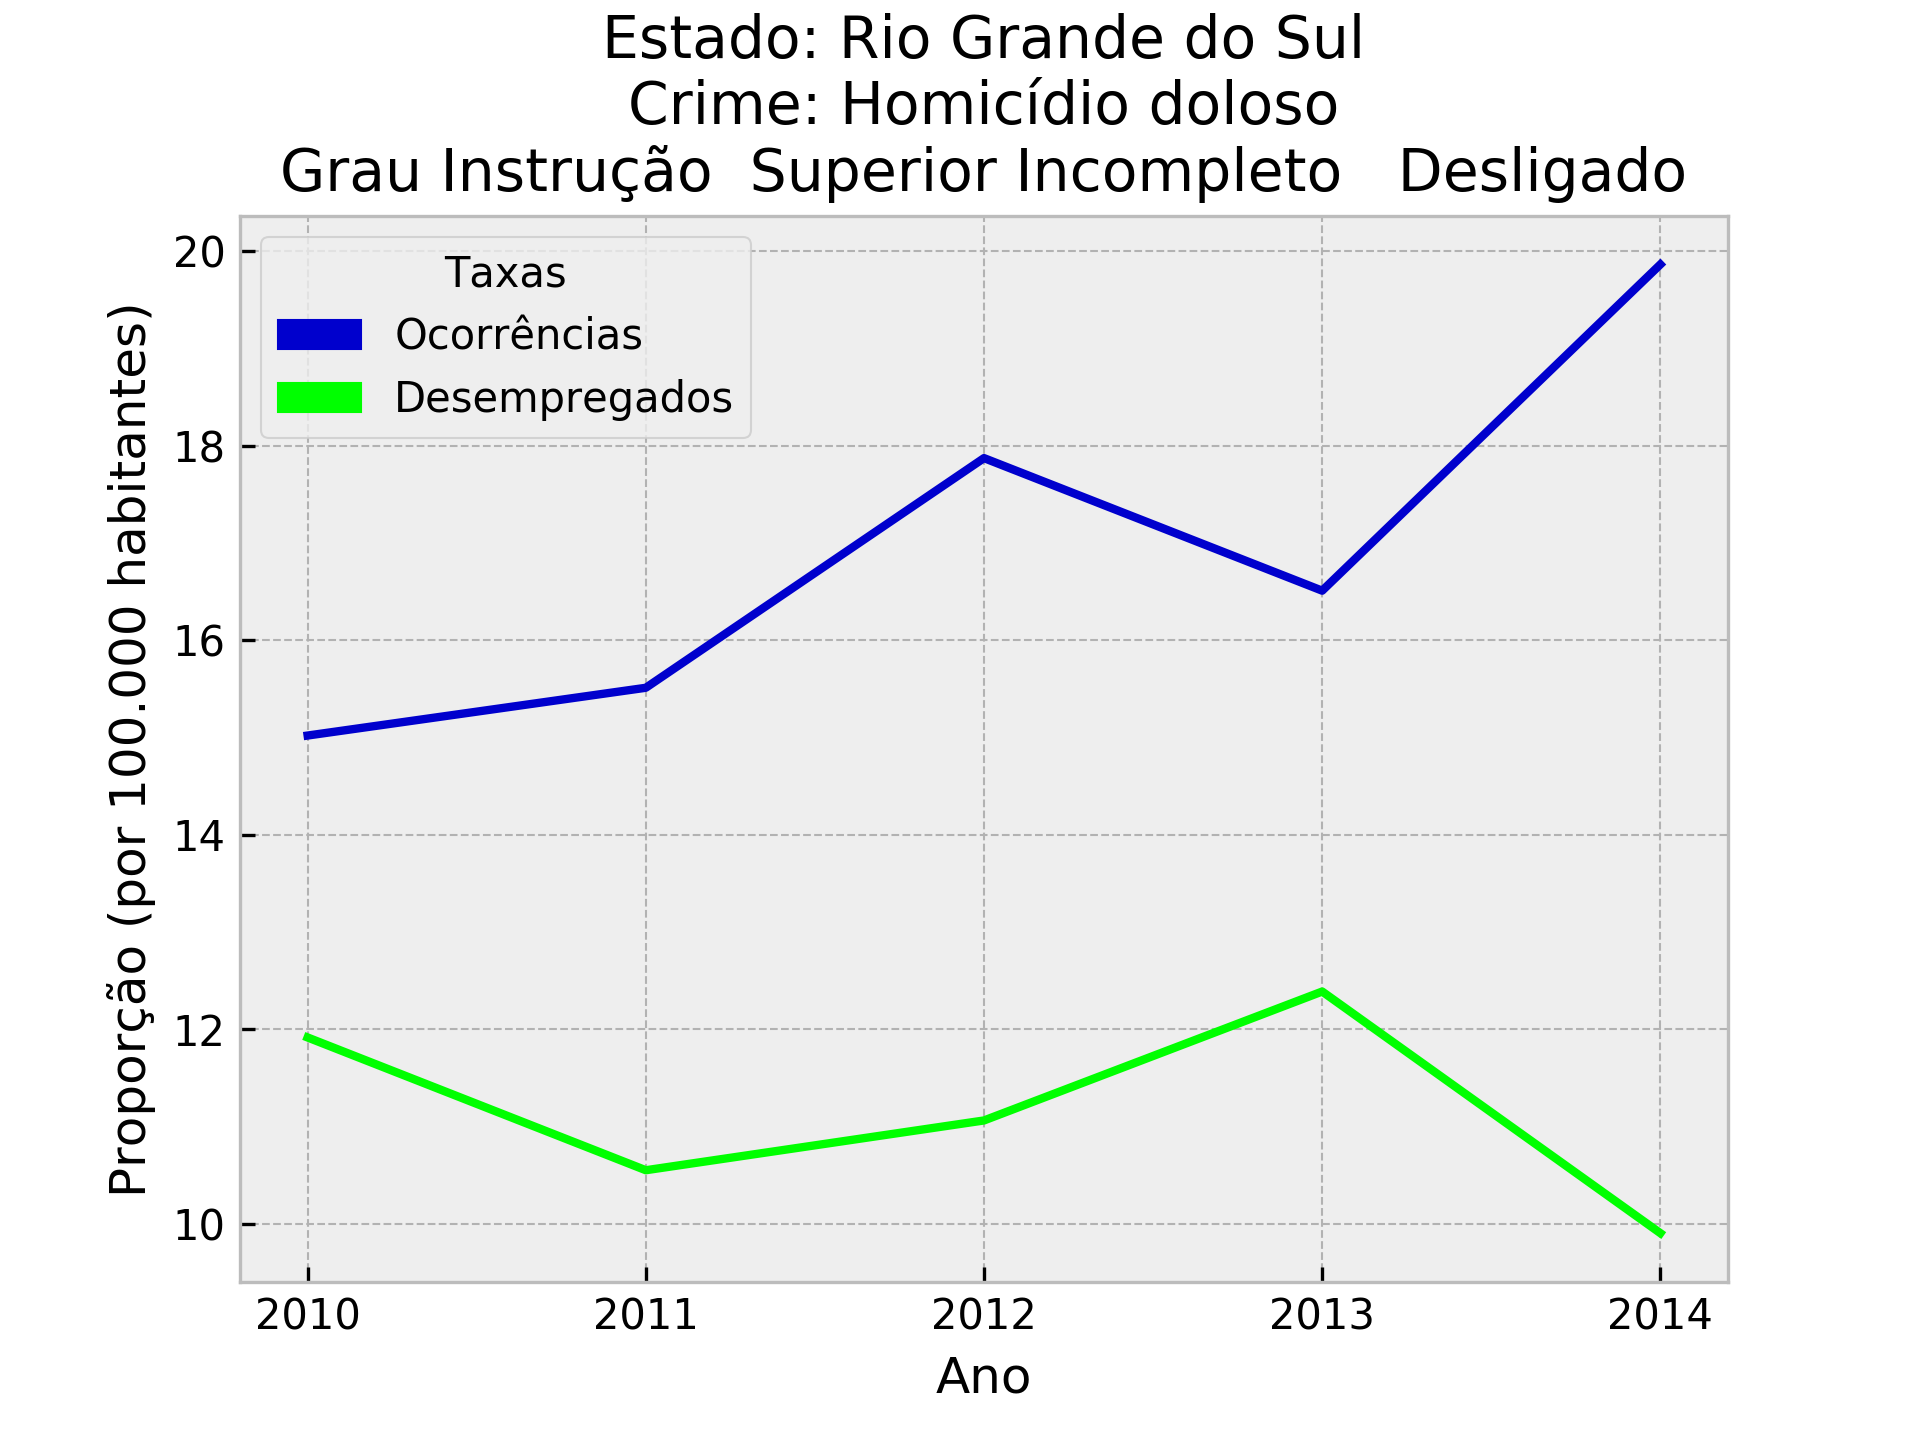 Estado: Rio Grande do Sul
Crime: Homicídio doloso
Grau Instrução  Superior Incompleto   Desligado
Taxas
Ocorrências
Desempregados
Proporção (por 100.000 habitantes)
20
18
16
14
12
10
2010 2011 2012 2013 2014
Ano